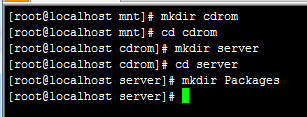 [root@localhost mnt]# mkdir cdrom
[root@localhost mnt]# cd cdrom
[root@localhost cdrom]# mkdir server
[root@localhost cdrom]# cd server
[root@localhost server]# mkdir Packages
[root@localhost server]#